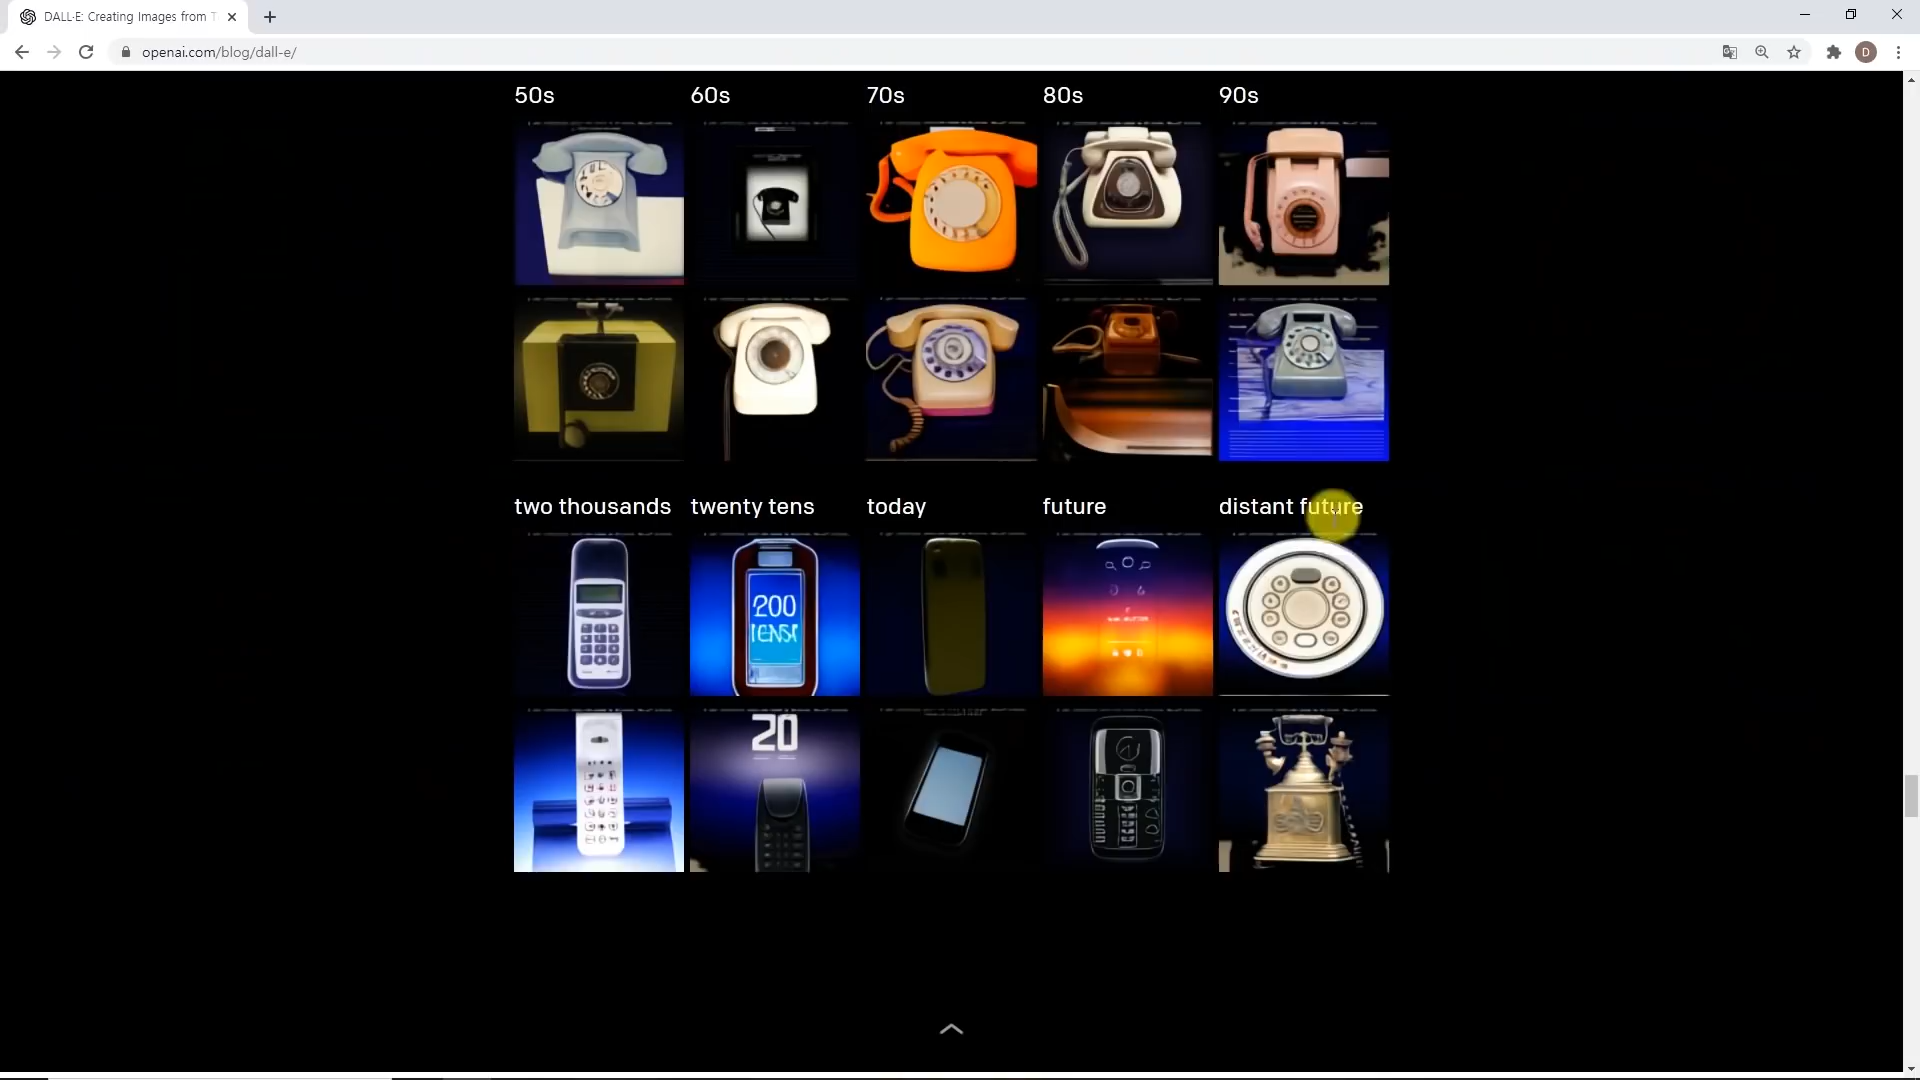 DALL·E: Creating Images from T
openai.com/blog/dall-e/
D
50s 60s 70s 80s 90s
two thousands twenty tens today future distant future
200
20